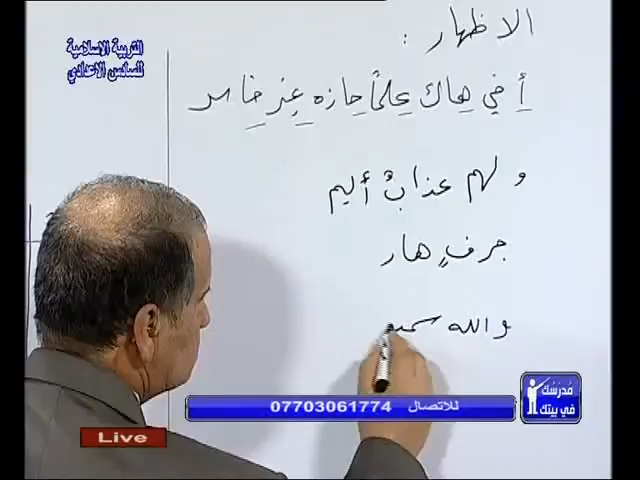 الاظهار :
التربية الاسلامية
للسادس الاعدادي
أخي هاك علماً حازه غير خاسر
ولهم عذابٌ أليم
جرفٍ هار
والله سميع
مدرستك
في بيتك
للاتصال 07703061774
Live